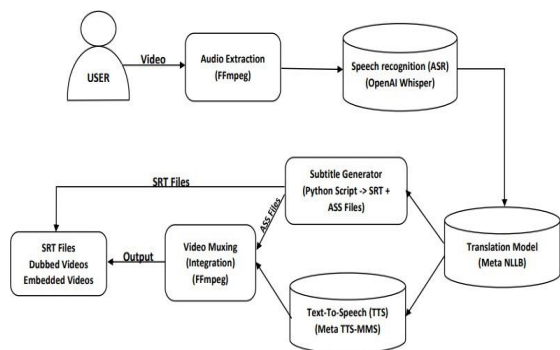 USER
Video
Audio Extraction
(FFmpeg)
Speech recognition (ASR)
(OpenAI Whisper)
Subtitle Generator
(Python Script -> SRT +
ASS Files)
SRT Files
ASS Files
Translation Model
(Meta NLLB)
Video Muxing
(Integration)
(FFmpeg)
Output
SRT Files
Dubbed Videos
Embedded Videos
Text-To-Speech (TTS)
(Meta TTS-MMS)